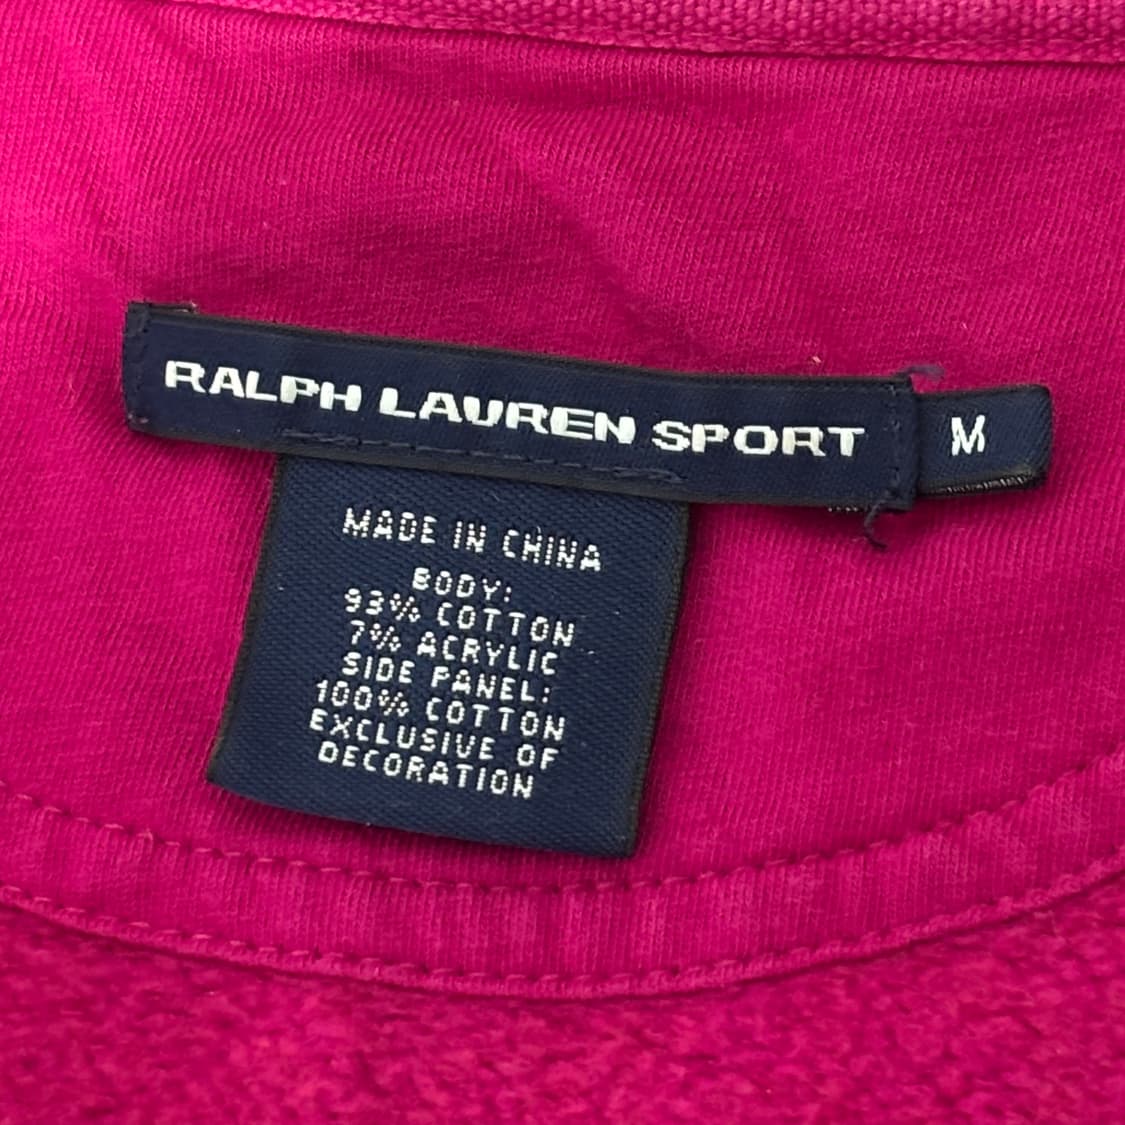 RALPH LAUREN SPORT M
MADE IN CHINA
BODY:
93% COTTON
7% ACRYLIC
SIDE PANEL:
100% COTTON
EXCLUSIVE OF
DECORATION